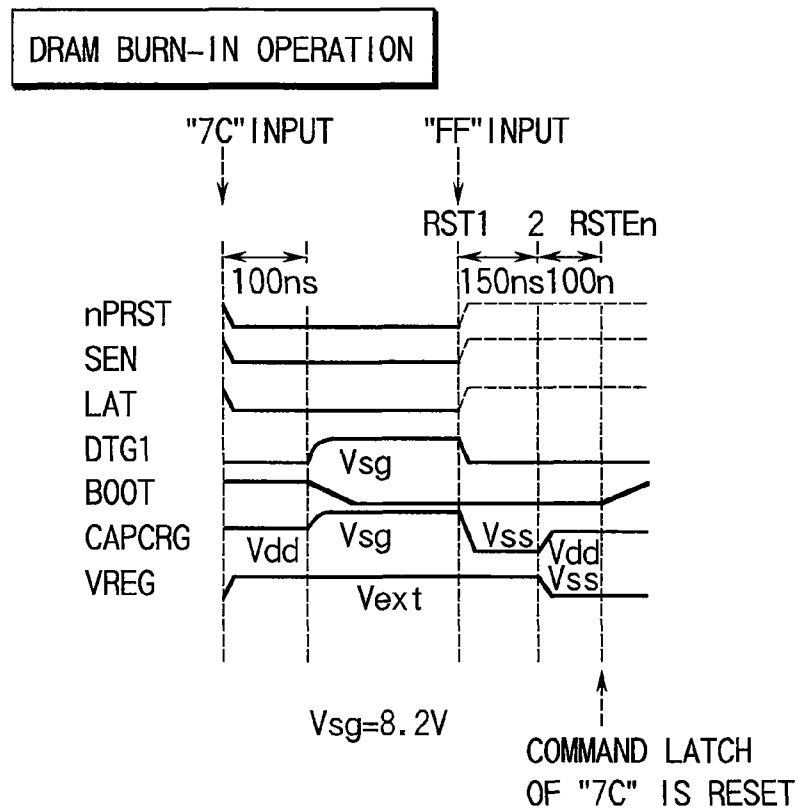 DRAM BURN-IN OPERATION
"7C" INPUT "FF" INPUT
RST1 2 RSTEn
100ns 150ns 100n
nPRST
SEN
LAT
DTG1 Vsg
BOOT
CAPCRG Vdd Vsg Vss Vdd
VREG Vext Vss
Vsg=8.2V
COMMAND LATCH
OF "7C" IS RESET